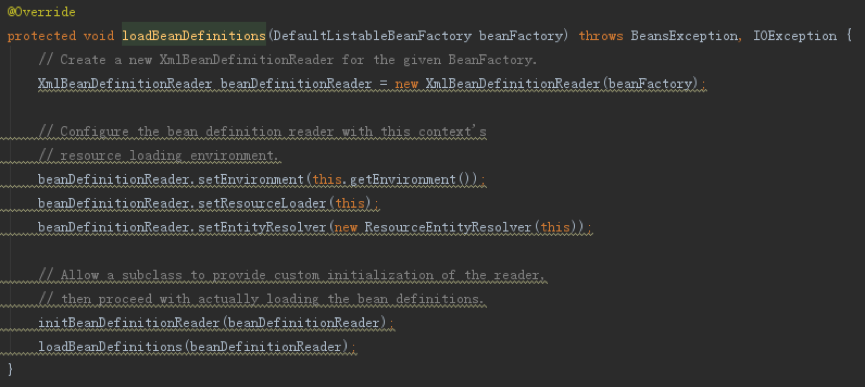 @Override
protected void loadBeanDefinitions(DefaultListableBeanFactory beanFactory) throws BeansException, IOException {
// Create a new XmlBeanDefinitionReader for the given BeanFactory.
XmlBeanDefinitionReader beanDefinitionReader = new XmlBeanDefinitionReader(beanFactory);
// Configure the bean definition reader with this context's
// resource loading environment.
beanDefinitionReader.setEnvironment(this.getEnvironment());
beanDefinitionReader.setResourceLoader(this);
beanDefinitionReader.setEntityResolver(new ResourceEntityResolver(this));
// Allow a subclass to provide custom initialization of the reader,
// then proceed with actually loading the bean definitions.
initBeanDefinitionReader(beanDefinitionReader);
loadBeanDefinitions(beanDefinitionReader);
}